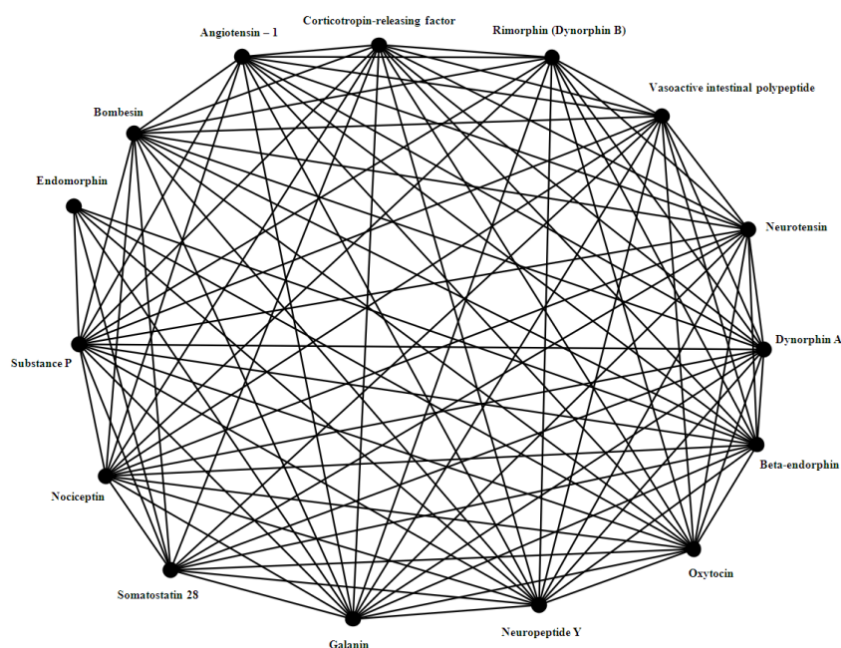 Corticotropin-releasing factor
Angiotensin – 1
Rimorphin (Dynorphin B)
Vasoactive intestinal polypeptide
Bombesin
Endomorphin
Neurotensin
Dynorphin A
Substance P
Beta-endorphin
Nociceptin
Oxytocin
Somatostatin 28
Neuropeptide Y
Galanin